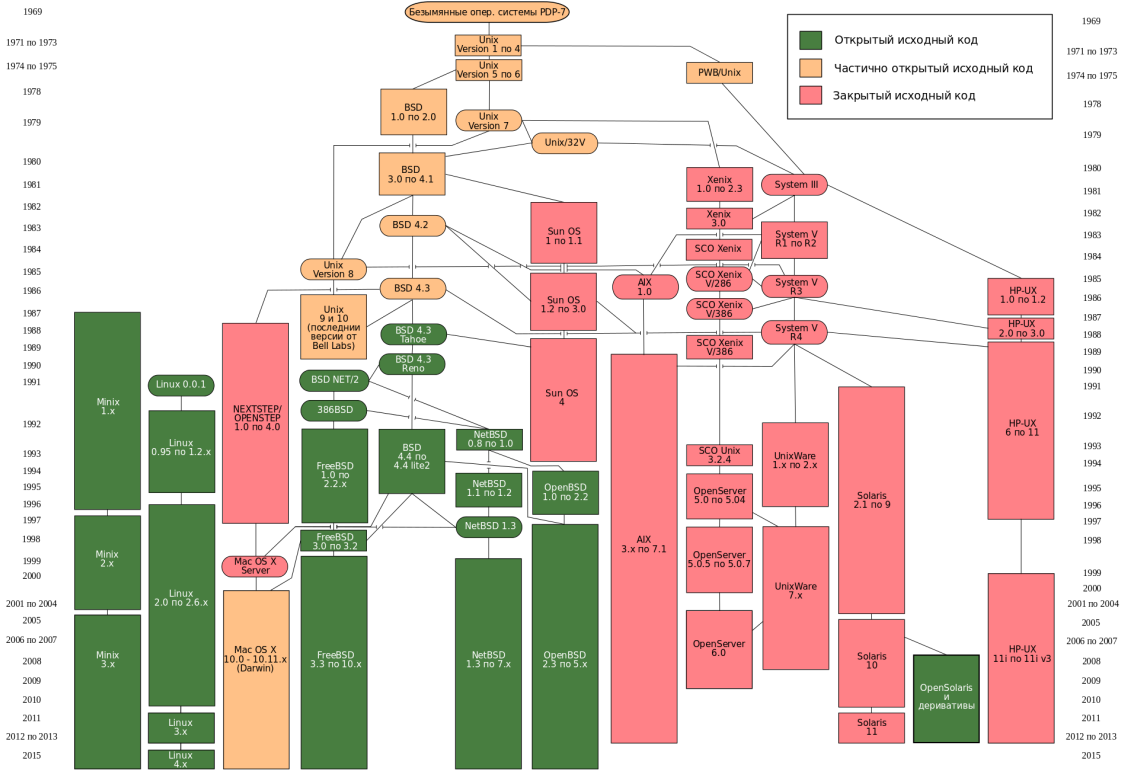 1969
1971 по 1973
1974 по 1975
1978
1979
1980
1981
1982
1983
1984
1985
1986
1987
1988
1989
1990
1991
1992
1993
1994
1995
1996
1997
1998
1999
2000
2001 по 2004
2005
2006 по 2007
2008
2009
2010
2011
2012 по 2013
2015
Безымянные опер. системы PDP-7
Unix
Version 1 по 4
Unix
Version 5 по 6
PWB/Unix
BSD
1.0 по 2.0
Unix
Version 7
Unix/32V
BSD
3.0 по 4.1
Xenix
1.0 по 2.3
System III
Xenix
3.0
BSD 4.2
Sun OS
1 по 1.1
System V
R1 по R2
SCO Xenix
Unix
Version 8
SCO Xenix
V/286
System V
R3
AIX
1.0
BSD 4.3
Sun OS
1.2 по 3.0
HP-UX
1.0 по 1.2
SCO Xenix
V/386
Unix
9 и 10
(последнии
версии от
Bell Labs)
BSD 4.3
Tahoe
System V
R4
HP-UX
2.0 по 3.0
SCO Xenix
V/386
BSD 4.3
Reno
BSD NET/2
Linux 0.0.1
Minix
1.x
NEXTSTEP/
OPENSTEP
1.0 по 4.0
386BSD
Sun OS
4
HP-UX
6 по 11
Linux
0.95 по 1.2.x
NetBSD
0.8 по 1.0
BSD
4.4 по
4.4 lite2
SCO Unix
3.2.4
UnixWare
1.x по 2.x
FreeBSD
1.0 по
2.2.x
NetBSD
1.1 по 1.2
OpenBSD
1.0 по 2.2
OpenServer
5.0 по 5.04
Solaris
2.1 по 9
NetBSD 1.3
FreeBSD
3.0 по 3.2
AIX
3.x по 7.1
Minix
2.x
Mac OS X
Server
OpenServer
5.0.5 по 5.0.7
UnixWare
7.x
Linux
2.0 по 2.6.x
Minix
3.x
Mac OS X
10.0 - 10.11.x
(Darwin)
FreeBSD
3.3 по 10.x
NetBSD
1.3 по 7.x
OpenBSD
2.3 по 5.x
OpenServer
6.0
Solaris
10
HP-UX
11i по 11i v3
OpenSolaris
и
деривативы
Linux
3.x
Solaris
11
Linux
4.x
Открытый исходный код
Частично открытый исходный код
Закрытый исходный код
1969
1971 по 1973
1974 по 1975
1978
1979
1980
1981
1982
1983
1984
1985
1986
1987
1988
1989
1990
1991
1992
1993
1994
1995
1996
1997
1998
1999
2000
2001 по 2004
2005
2006 по 2007
2008
2009
2010
2011
2012 по 2013
2015